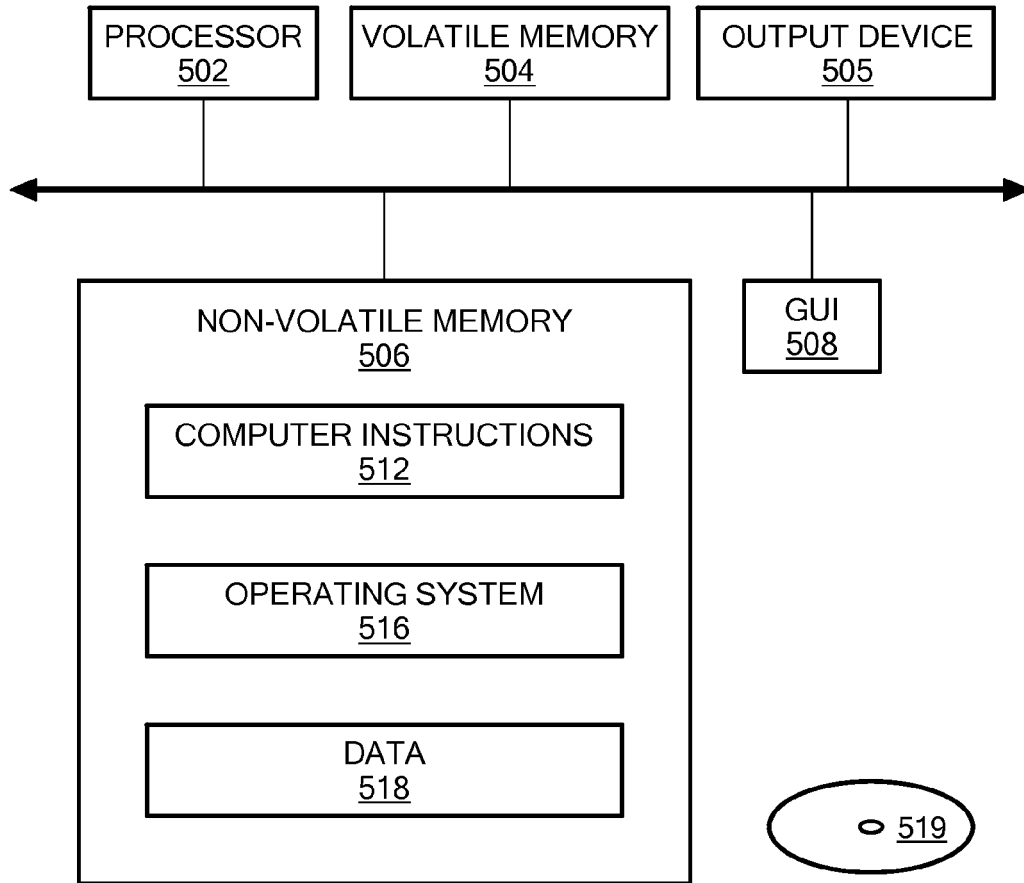 PROCESSOR
502
VOLATILE MEMORY
504
OUTPUT DEVICE
505
NON-VOLATILE MEMORY
506
GUI
508
COMPUTER INSTRUCTIONS
512
OPERATING SYSTEM
516
DATA
518
519